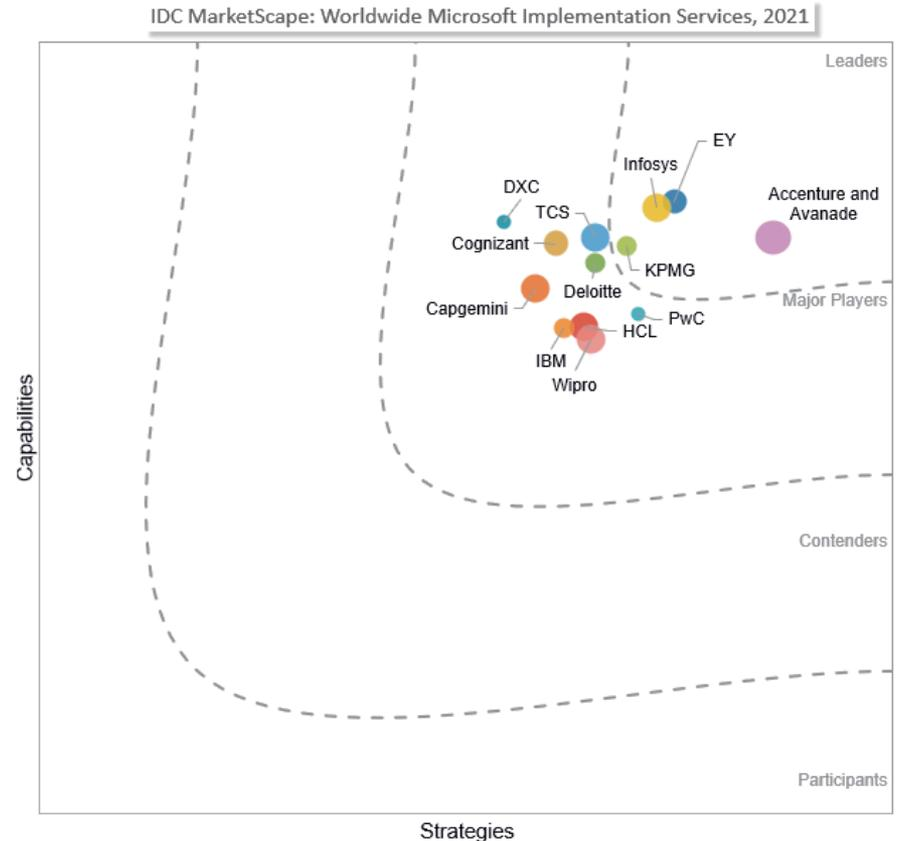 IDC MarketScape: Worldwide Microsoft Implementation Services, 2021
Leaders
EY
Infosys
DXC
Accenture and
Avanade
TCS
Cognizant
KPMG
Deloitte
Major Players
Capgemini
PwC
HCL
IBM
Wipro
Capabilities
Contenders
Participants
Strategies